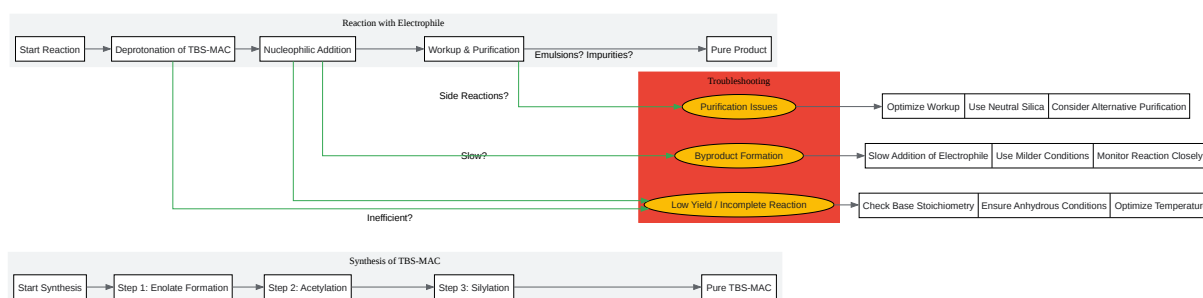 Reaction with Electrophile
Start Reaction
Deprotonation of TBS-MAC
Nucleophilic Addition
Workup & Purification
Emulsions? Impurities?
Pure Product
Troubleshooting
Side Reactions?
Purification Issues
Optimize Workup
Use Neutral Silica
Consider Alternative Purification
Slow?
Byproduct Formation
Slow Addition of Electrophile
Use Milder Conditions
Monitor Reaction Closely
Inefficient?
Low Yield / Incomplete Reaction
Check Base Stoichiometry
Ensure Anhydrous Conditions
Optimize Temperatur
Synthesis of TBS-MAC
Start Synthesis
Step 1: Enolate Formation
Step 2: Acetylation
Step 3: Silylation
Pure TBS-MAC